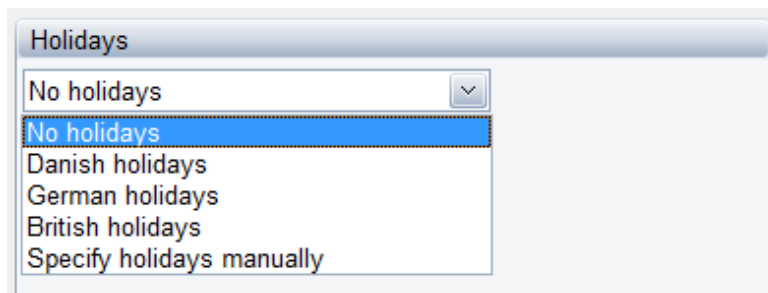 Holidays
No holidays
No holidays
Danish holidays
German holidays
British holidays
Specify holidays manually